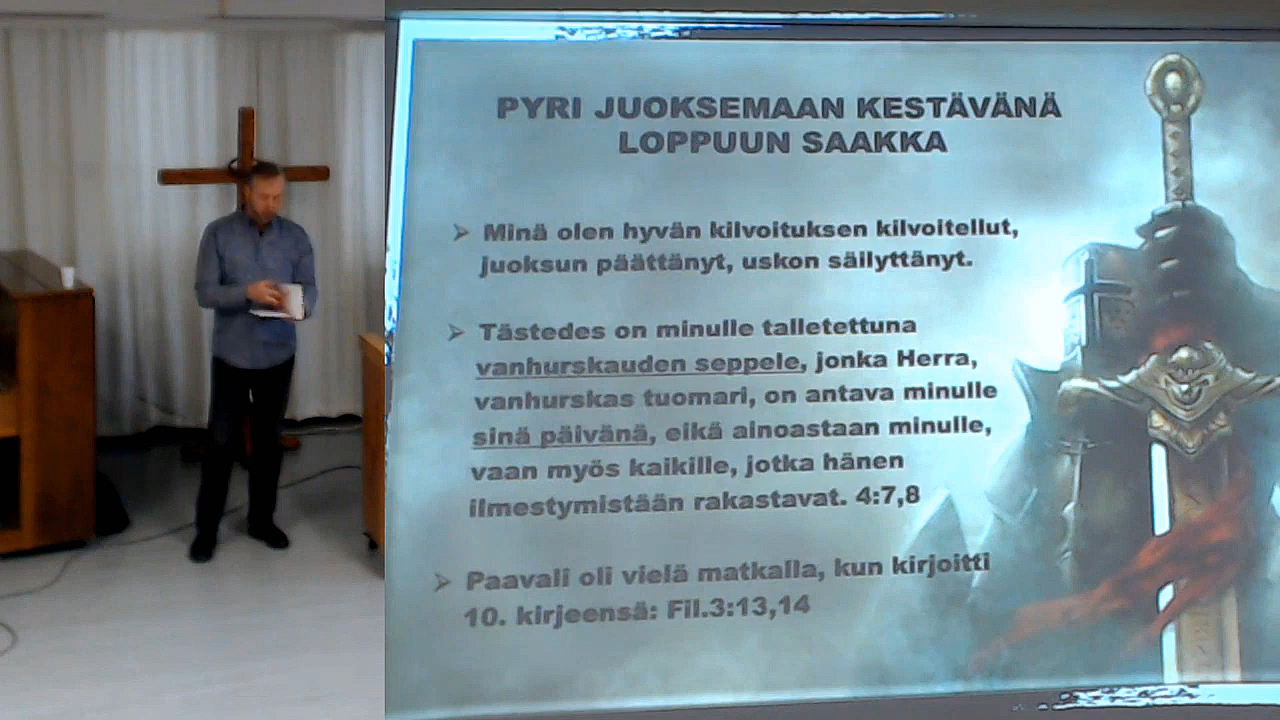 PYRI JUOKSEMAAN KESTÄVÄNÄ
LOPPUUN SAAKKA
Minä olen hyvän kilvoituksen kilvoitellut,
juoksun päättänyt, uskon säilyttänyt.
Tästedes on minulle talletettuna
vanhurskauden seppele, jonka Herra,
vanhurskas tuomari, on antava minulle
sinä päivänä, eikä ainoastaan minulle,
vaan myös kaikille, jotka hänen
ilmestymistään rakastavat. 4:7,8
Paavali oli vielä matkalla, kun kirjoitti
10. kirjeensä: Fil.3:13,14